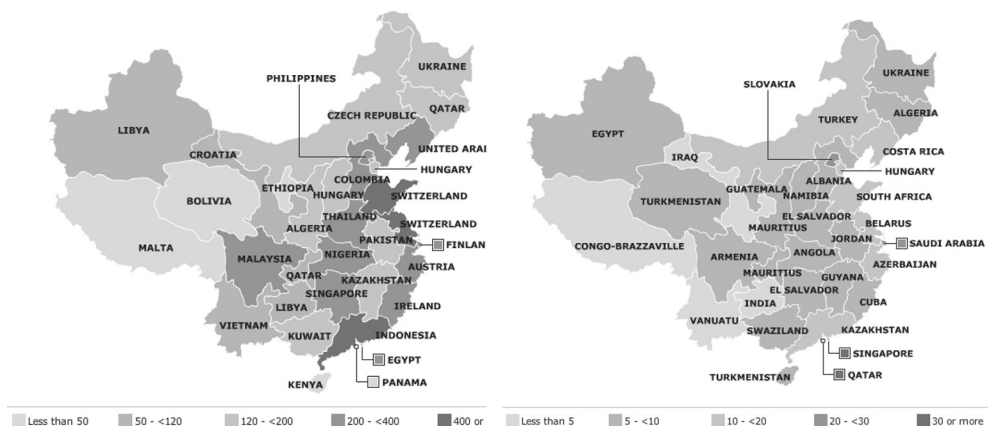 UKRAINE
PHILIPPINES
QATAR
CZECH REPUBLIC
LIBYA
UNITED ARAB
CROATIA
HUNGARY
COLOMBIA
ETHIOPIA
HUNGARY
SWITZERLAND
BOLIVIA
THAILAND
SWITZERLAND
ALGERIA
PAKISTAN
FINLAN
MALTA
NIGERIA
MALAYSIA
AUSTRIA
QATAR
KAZAKHSTAN
SINGAPORE
LIBYA
IRELAND
VIETNAM
KUWAIT
INDONESIA
EGYPT
KENYA
PANAMA
Less than 50
50 - <120
120 - <200
200 - <400
400 or
UKRAINE
SLOVAKIA
ALGERIA
TURKEY
EGYPT
COSTA RICA
IRAQ
HUNGARY
ALBANIA
GUATEMALA
NAMIBIA
SOUTH AFRICA
TURKMENISTAN
EL SALVADOR
BELARUS
MAURITIUS
JORDAN
SAUDI ARABIA
CONGO-BRAZZAVILLE
ANGOLA
ARMENIA
AZERBAIJAN
MAURITIUS
GUYANA
EL SALVADOR
INDIA
CUBA
VANUATU
SWAZILAND
KAZAKHSTAN
SINGAPORE
TURKMENISTAN
QATAR
Less than 5
5 - <10
10 - <20
20 - <30
30 or more